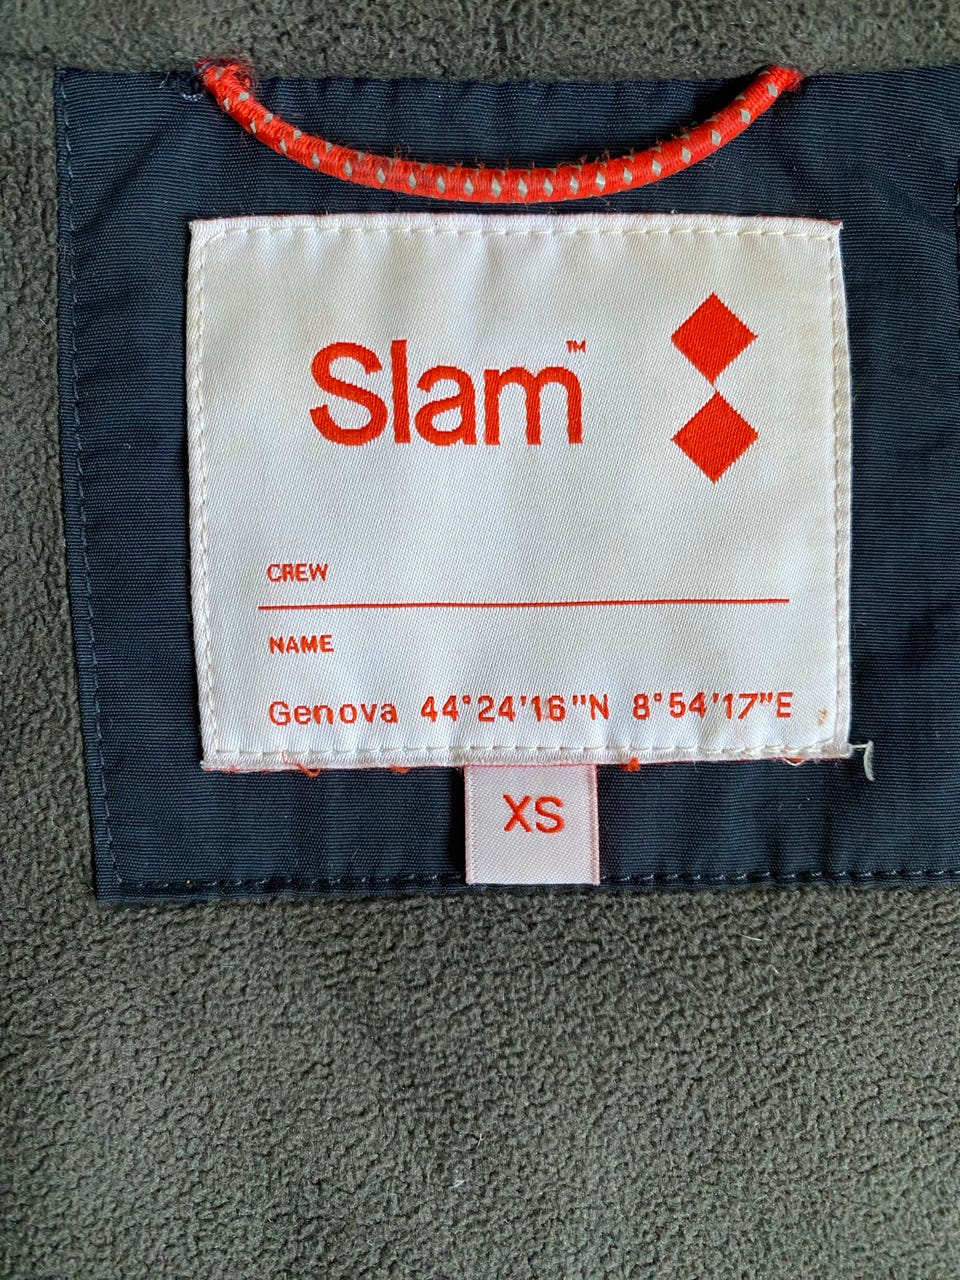 Slam™
CREW
NAME
Genova 44°24'16"N 8°54'17"E
XS